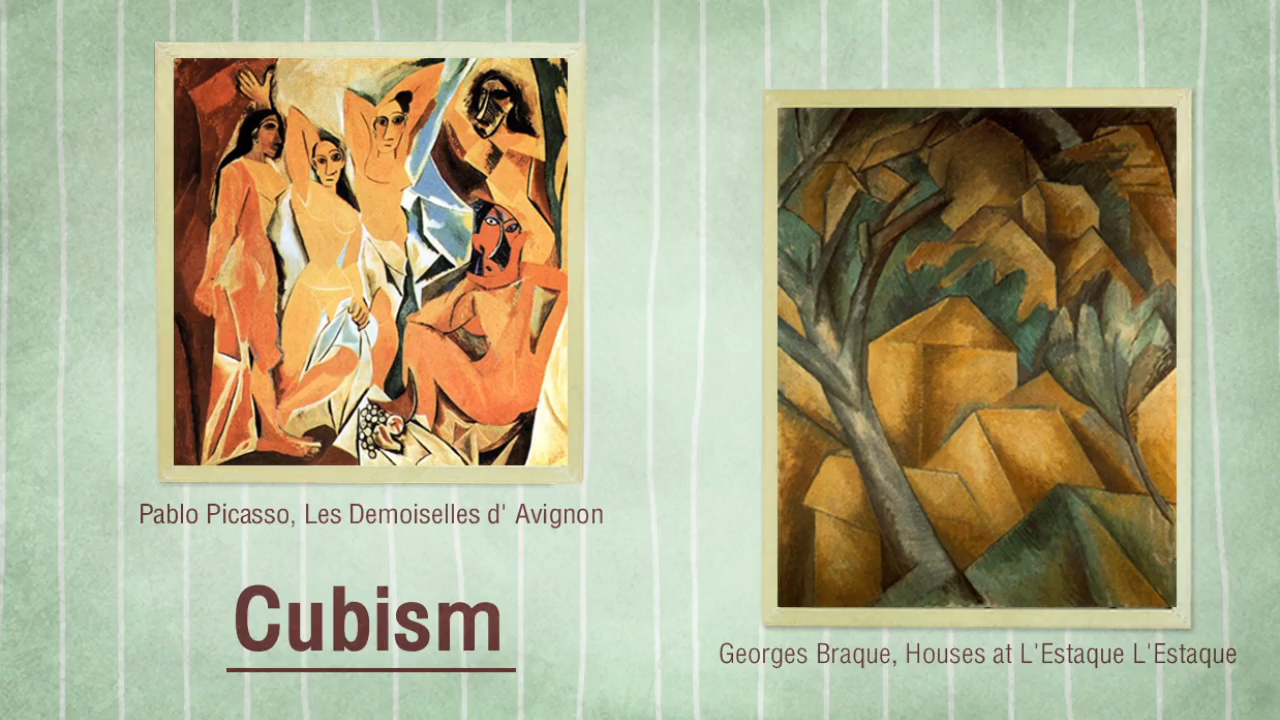 Pablo Picasso, Les Demoiselles d' Avignon
Cubism
Georges Braque, Houses at L'Estaque L'Estaque